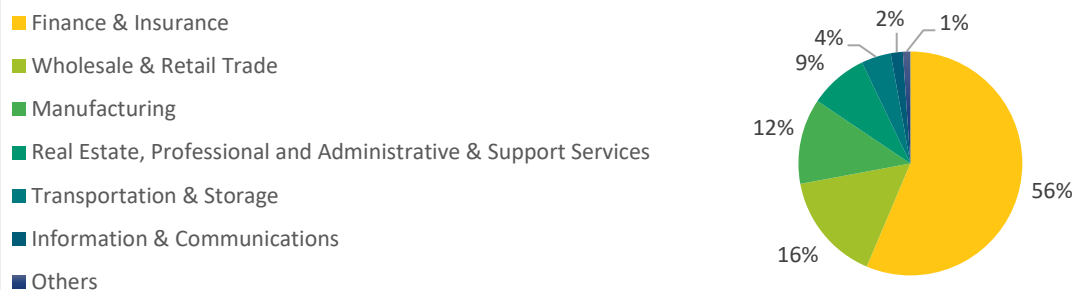 Finance & Insurance
Wholesale & Retail Trade
Manufacturing
Real Estate, Professional and Administrative & Support Services
Transportation & Storage
Information & Communications
Others
2%
1%
4%
9%
12%
56%
16%